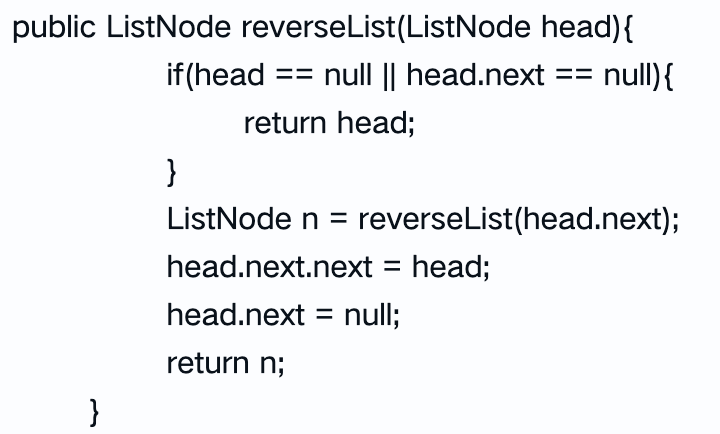 public ListNode reverseList(ListNode head){
if(head == null || head.next == null){
return head;
}
ListNode n = reverseList(head.next);
head.next.next = head;
head.next = null;
return n;
}